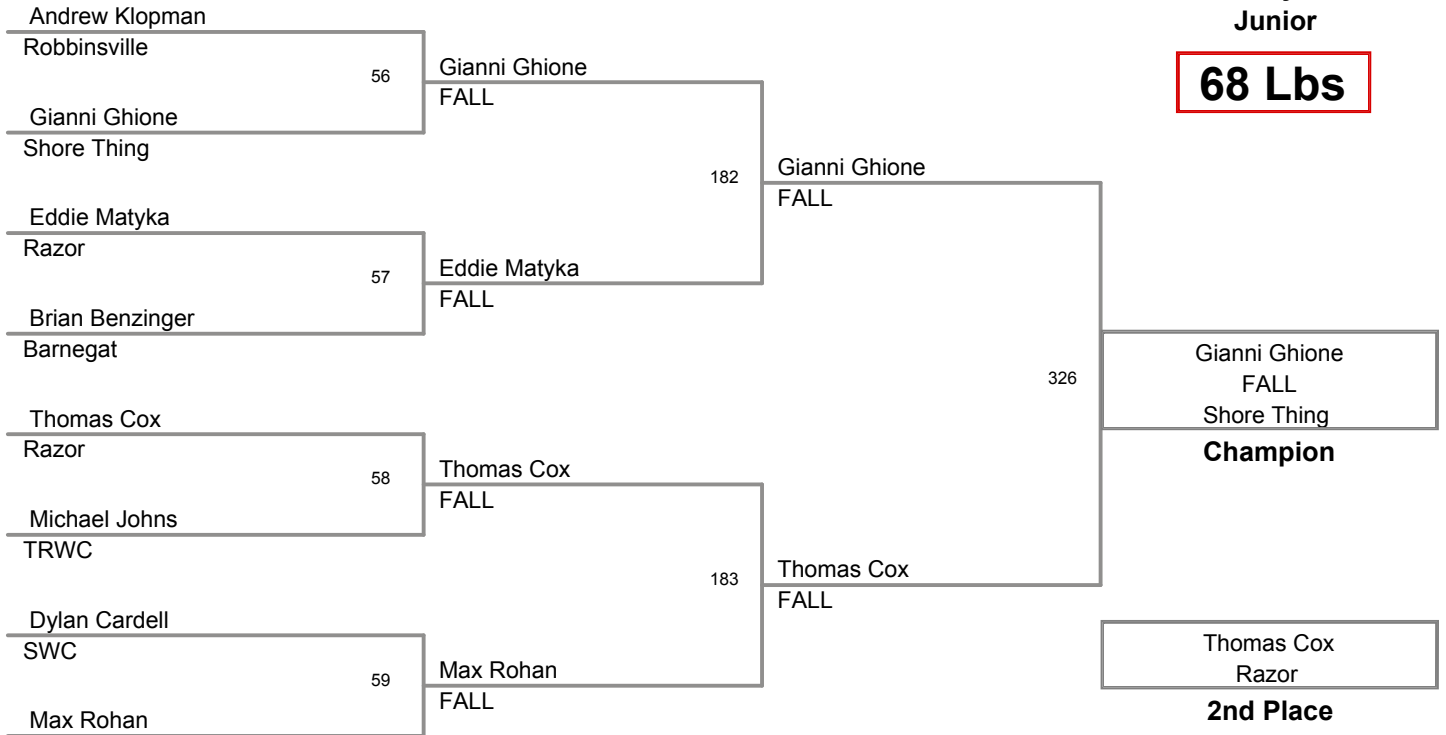 Andrew Klopman
Robbinsville
56
Gianni Ghione
Shore Thing
Gianni Ghione
FALL
Eddie Matyka
Razor
57
Brian Benzinger
Barnegat
Eddie Matyka
FALL
182
Gianni Ghione
FALL
Thomas Cox
Razor
58
Michael Johns
TRWC
Thomas Cox
FALL
Dylan Cardell
SWC
59
Max Rohan
Max Rohan
FALL
183
Thomas Cox
FALL
326
Junior
68 Lbs
Gianni Ghione
FALL
Shore Thing
Champion
Thomas Cox
Razor
2nd Place